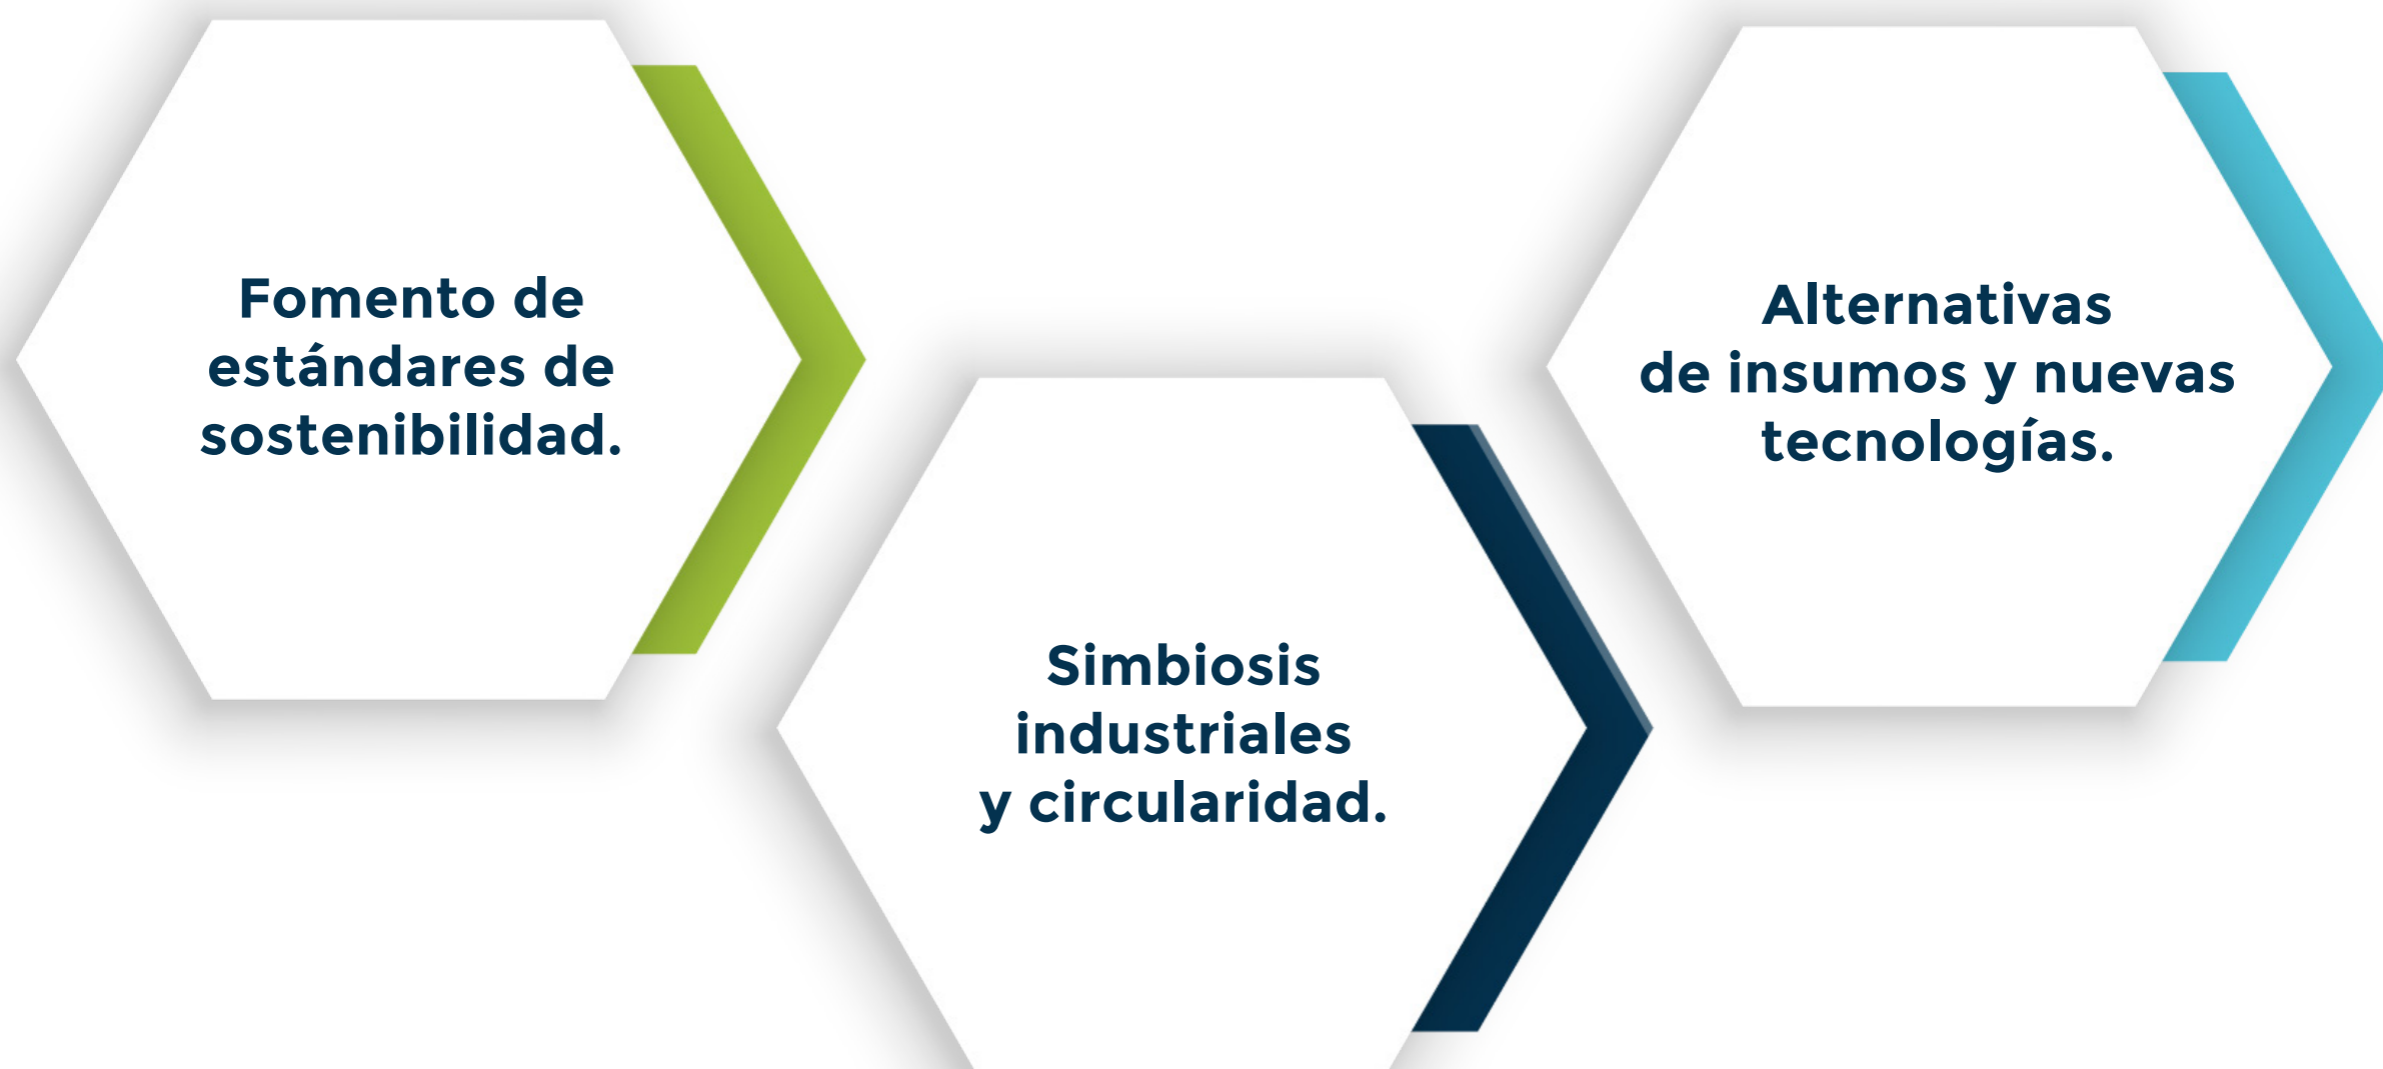 Fomento de
estándares de
sostenibilidad.
Simbiosis
industriales
y circularidad.
Alternativas
de insumos y nuevas
tecnologías.